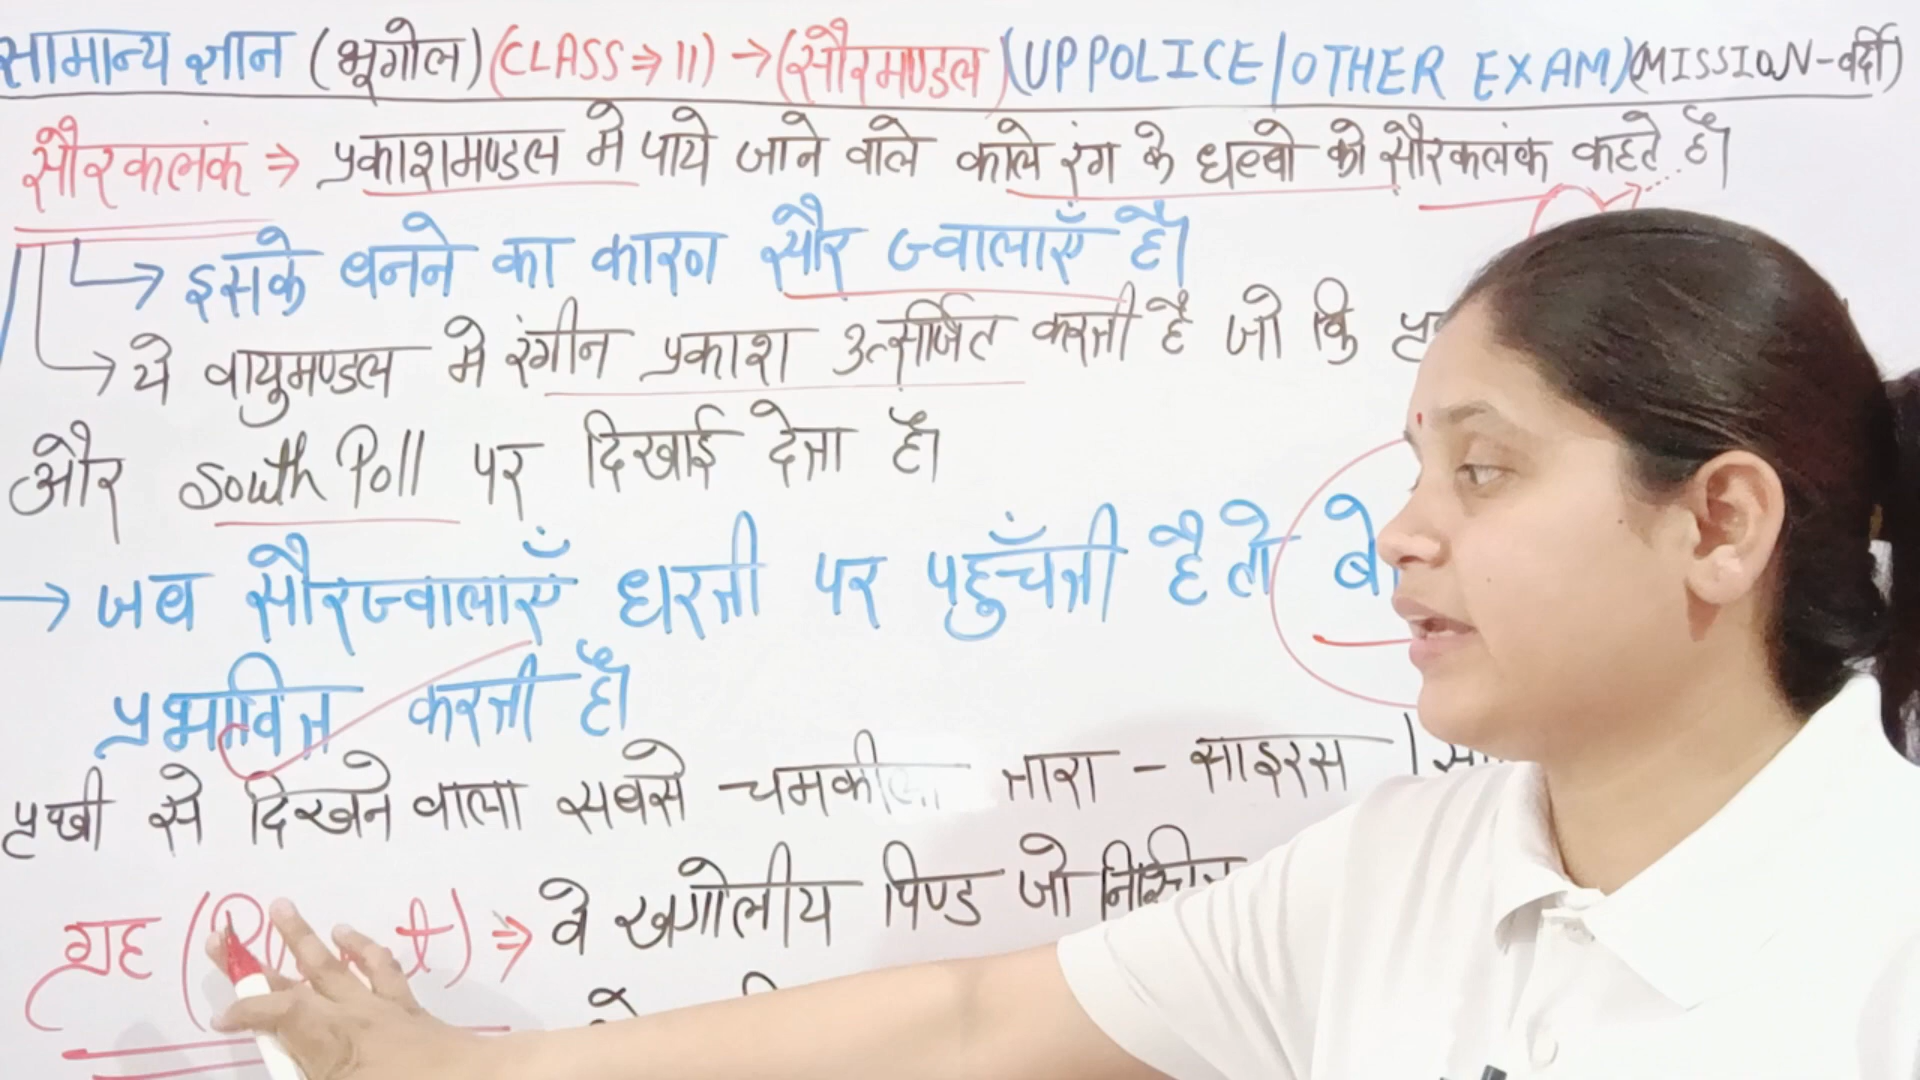 सामान्य ज्ञान (भूगोल) (CLASS⇒11) → (सौरमण्डल) (UP POLICE/OTHER EXAM) (MISSION-वर्दी)
सौरकलंक ⇒ प्रकाशमण्डल मे पाये जाने वाले काले रंग के धब्बो को सौरकलंक कहते है।
→ इसके बनने का कारण सौर ज्वालाएँ है।
→ ये वायुमण्डल मे रंगीन प्रकाश उत्सर्जित करती है जो कि
और South Poll पर दिखाई देता है।
→ जब सौरज्वालाएँ धरती पर पहुँचती है तो
प्रभावित करती है।
पृथ्वी से दिखने वाला सबसे चमकीला तारा - साइरस |
ग्रह ( ⇒ वे खगोलीय पिण्ड जो